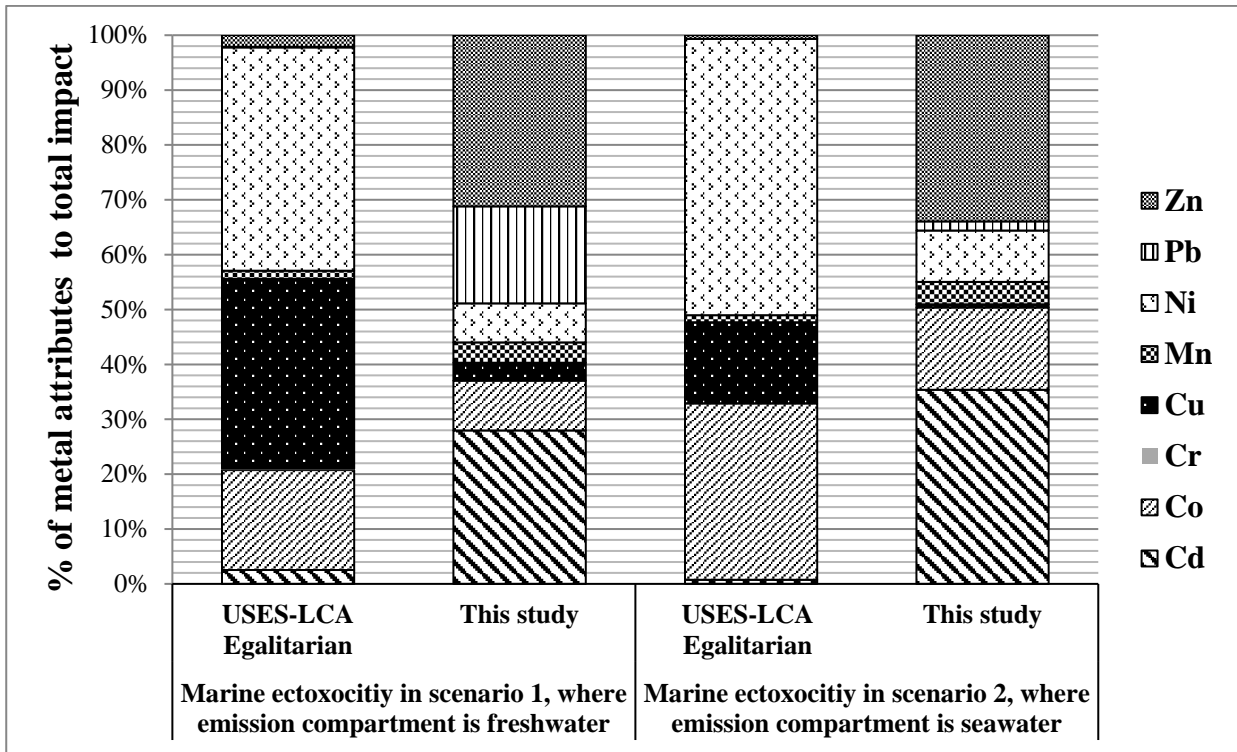 % of metal attributes to total impact
100%
90%
80%
70%
60%
50%
40%
30%
20%
10%
0%
USES-LCA
Egalitarian
This study
USES-LCA
Egalitarian
This study
Marine ectoxocitiy in scenario 1, where
emission compartment is freshwater
Marine ectoxocitiy in scenario 2, where
emission compartment is seawater
Zn
Pb
Ni
Mn
Cu
Cr
Co
Cd